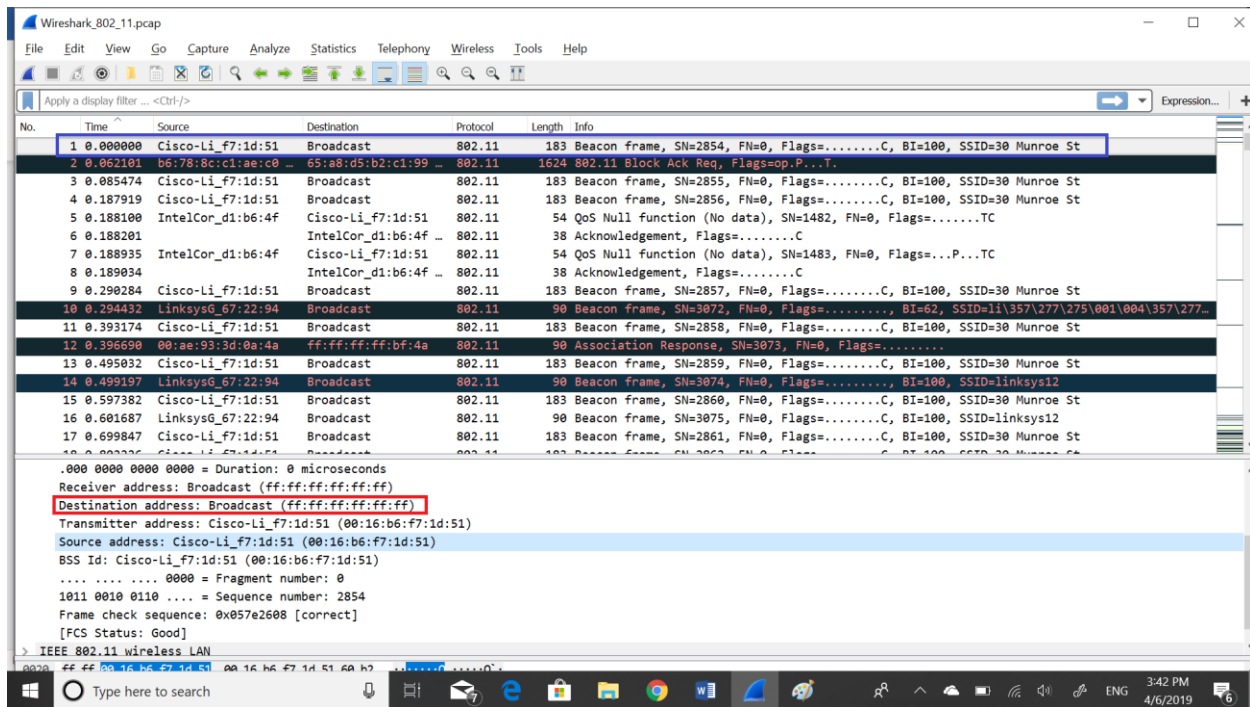 Wireshark_802_11.pcap
File Edit View Go Capture Analyze Statistics Telephony Wireless Tools Help
Apply a display filter ... <Ctrl-/> Expression... +
No. Time Source Destination Protocol Length Info
1 0.000000 Cisco-Li_f7:1d:51 Broadcast 802.11 183 Beacon frame, SN=2854, FN=0, Flags=........C, BI=100, SSID=30 Munroe St
2 0.062101 b6:78:8c:c1:ae:c0 … 65:a8:d5:b2:c1:99 … 802.11 1624 802.11 Block Ack Req, Flags=op.P...T.
3 0.085474 Cisco-Li_f7:1d:51 Broadcast 802.11 183 Beacon frame, SN=2855, FN=0, Flags=........C, BI=100, SSID=30 Munroe St
4 0.187919 Cisco-Li_f7:1d:51 Broadcast 802.11 183 Beacon frame, SN=2856, FN=0, Flags=........C, BI=100, SSID=30 Munroe St
5 0.188100 IntelCor_d1:b6:4f Cisco-Li_f7:1d:51 802.11 54 QoS Null function (No data), SN=1482, FN=0, Flags=.......TC
6 0.188201 IntelCor_d1:b6:4f … 802.11 38 Acknowledgement, Flags=........C
7 0.188935 IntelCor_d1:b6:4f Cisco-Li_f7:1d:51 802.11 54 QoS Null function (No data), SN=1483, FN=0, Flags=...P...TC
8 0.189034 IntelCor_d1:b6:4f … 802.11 38 Acknowledgement, Flags=........C
9 0.290284 Cisco-Li_f7:1d:51 Broadcast 802.11 183 Beacon frame, SN=2857, FN=0, Flags=........C, BI=100, SSID=30 Munroe St
10 0.294432 LinksysG_67:22:94 Broadcast 802.11 90 Beacon frame, SN=3072, FN=0, Flags=........., BI=62, SSID=li\357\277\275\001\004\357\277…
11 0.393174 Cisco-Li_f7:1d:51 Broadcast 802.11 183 Beacon frame, SN=2858, FN=0, Flags=........C, BI=100, SSID=30 Munroe St
12 0.396690 00:ae:93:3d:0a:4a ff:ff:ff:ff:bf:4a 802.11 90 Association Response, SN=3073, FN=0, Flags=.........
13 0.495032 Cisco-Li_f7:1d:51 Broadcast 802.11 183 Beacon frame, SN=2859, FN=0, Flags=........C, BI=100, SSID=30 Munroe St
14 0.499197 LinksysG_67:22:94 Broadcast 802.11 90 Beacon frame, SN=3074, FN=0, Flags=........., BI=100, SSID=linksys12
15 0.597382 Cisco-Li_f7:1d:51 Broadcast 802.11 183 Beacon frame, SN=2860, FN=0, Flags=........C, BI=100, SSID=30 Munroe St
16 0.601687 LinksysG_67:22:94 Broadcast 802.11 90 Beacon frame, SN=3075, FN=0, Flags=........C, BI=100, SSID=linksys12
17 0.699847 Cisco-Li_f7:1d:51 Broadcast 802.11 183 Beacon frame, SN=2861, FN=0, Flags=........C, BI=100, SSID=30 Munroe St
.000 0000 0000 0000 = Duration: 0 microseconds
Receiver address: Broadcast (ff:ff:ff:ff:ff:ff)
Destination address: Broadcast (ff:ff:ff:ff:ff:ff)
Transmitter address: Cisco-Li_f7:1d:51 (00:16:b6:f7:1d:51)
Source address: Cisco-Li_f7:1d:51 (00:16:b6:f7:1d:51)
BSS Id: Cisco-Li_f7:1d:51 (00:16:b6:f7:1d:51)
.... .... .... 0000 = Fragment number: 0
1011 0010 0110 .... = Sequence number: 2854
Frame check sequence: 0x057e2608 [correct]
[FCS Status: Good]
> IEEE 802.11 wireless LAN
0020 ff ff 00 16 b6 f7 1d 51 00 16 b6 f7 1d 51 60 b2
Type here to search
7
ENG
3:42 PM
4/6/2019
6